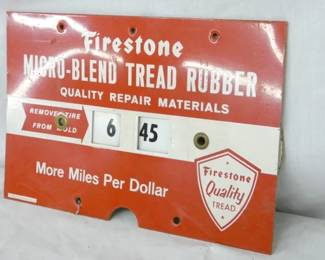 Firestone
MICRO-BLEND TREAD RUBBER
QUALITY REPAIR MATERIALS
REMOVE TIRE
FROM MOLD
6 45
More Miles Per Dollar
Firestone
Quality
TREAD